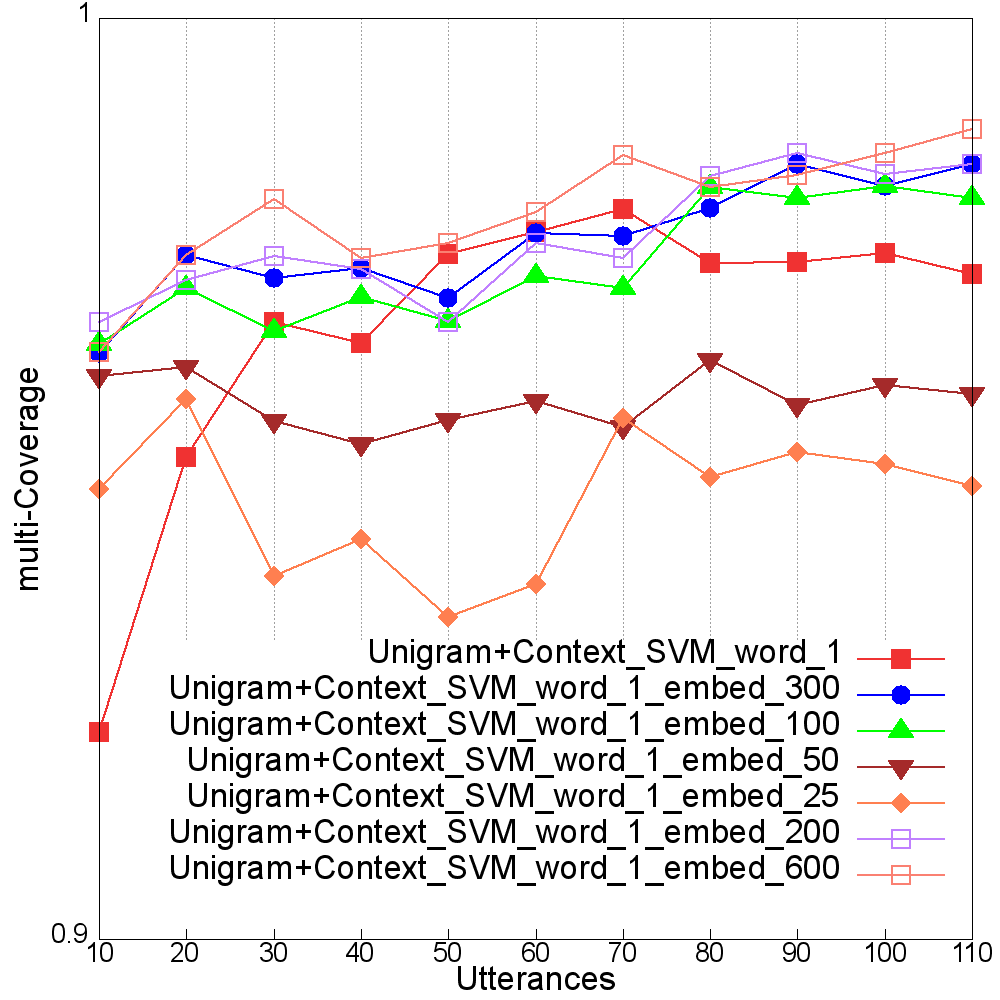 1
multi-Coverage
Unigram+Context_SVM_word_1
Unigram+Context_SVM_word_1_embed_300
Unigram+Context_SVM_word_1_embed_100
Unigram+Context_SVM_word_1_embed_50
Unigram+Context_SVM_word_1_embed_25
Unigram+Context_SVM_word_1_embed_200
Unigram+Context_SVM_word_1_embed_600
0.9
10 20 30 40 50 60 70 80 90 100 110
Utterances